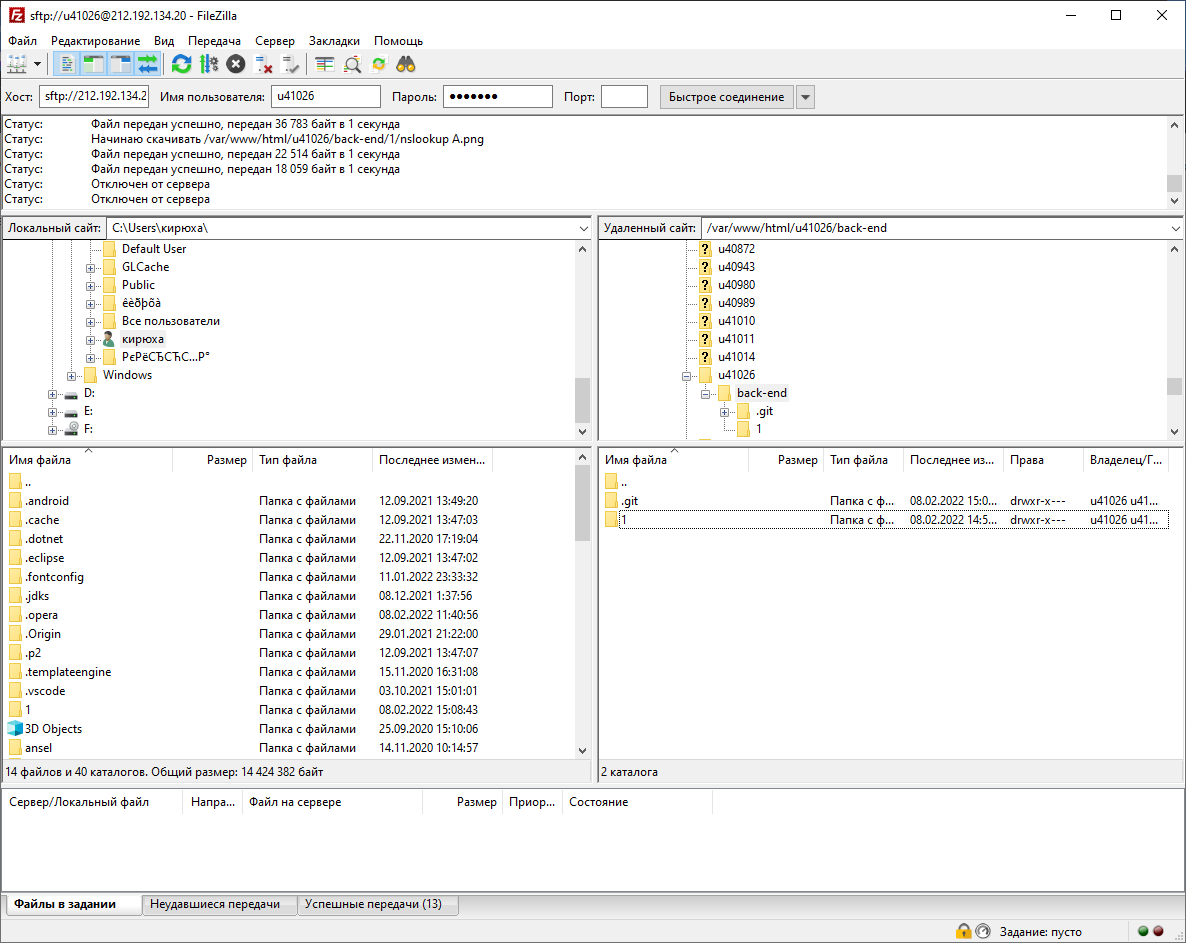 sftp://u41026@212.192.134.20 - FileZilla
Файл Редактирование Вид Передача Сервер Закладки Помощь
Хост: sftp://212.192.134.2 Имя пользователя: u41026 Пароль: ●●●●●●● Порт: Быстрое соединение
Статус: Файл передан успешно, передан 36 783 байт в 1 секунда
Статус: Начинаю скачивать /var/www/html/u41026/back-end/1/nslookup A.png
Статус: Файл передан успешно, передан 22 514 байт в 1 секунда
Статус: Файл передан успешно, передан 18 059 байт в 1 секунда
Статус: Отключен от сервера
Статус: Отключен от сервера
Локальный сайт: C:\Users\кирюха\
Default User
GLCache
Public
êèðþõà
Все пользователи
кирюха
РєРёСЂСЋС…Р°
Windows
D:
E:
F:
Удаленный сайт: /var/www/html/u41026/back-end
? u40872
? u40943
? u40980
? u40989
? u41010
? u41011
? u41014
u41026
back-end
.git
1
Имя файла Размер Тип файла Последнее измен...
..
.android Папка с файлами 12.09.2021 13:49:20
.cache Папка с файлами 12.09.2021 13:47:03
.dotnet Папка с файлами 22.11.2020 17:19:04
.eclipse Папка с файлами 12.09.2021 13:47:02
.fontconfig Папка с файлами 11.01.2022 23:33:32
.jdks Папка с файлами 08.12.2021 1:37:56
.opera Папка с файлами 08.02.2022 11:40:56
.Origin Папка с файлами 29.01.2021 21:22:00
.p2 Папка с файлами 12.09.2021 13:47:07
.templateengine Папка с файлами 15.11.2020 16:31:08
.vscode Папка с файлами 03.10.2021 15:01:01
1 Папка с файлами 08.02.2022 15:08:43
3D Objects Папка с файлами 25.09.2020 15:10:06
ansel Папка с файлами 14.11.2020 10:14:57
14 файлов и 40 каталогов. Общий размер: 14 424 382 байт
Имя файла Размер Тип файла Последнее из... Права Владелец/Г...
..
.git Папка с ф... 08.02.2022 15:0... drwxr-x--- u41026 u41...
1 Папка с ф... 08.02.2022 14:5... drwxr-x--- u41026 u41...
2 каталога
Сервер/Локальный файл Напра... Файл на сервере Размер Приор... Состояние
Файлы в задании Неудавшиеся передачи Успешные передачи (13)
Задание: пусто